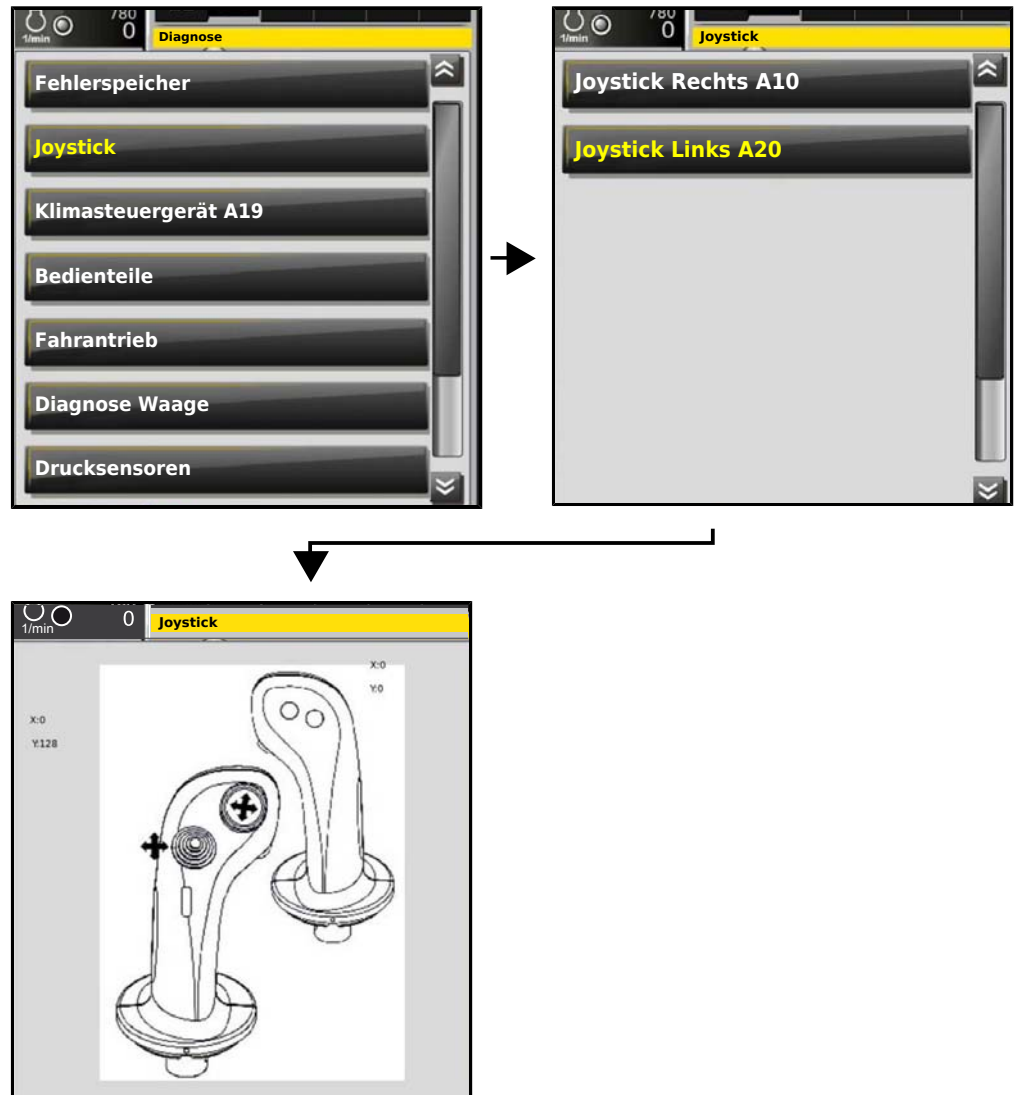 780
1/min
0
Diagnose
Fehlerspeicher
Joystick
Klimasteuergerät A19
Bedienteile
Fahrantrieb
Diagnose Waage
Drucksensoren
780
1/min
0
Joystick
Joystick Rechts A10
Joystick Links A20
1/min
0
Joystick
X:0
Y:0
X:0
Y:128